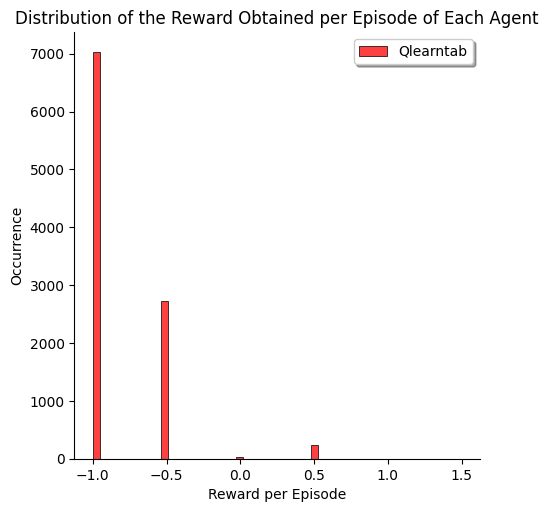 Distribution of the Reward Obtained per Episode of Each Agent
Qlearntab
7000
6000
5000
4000
3000
2000
1000
0
Occurrence
−1.0 −0.5 0.0 0.5 1.0 1.5
Reward per Episode